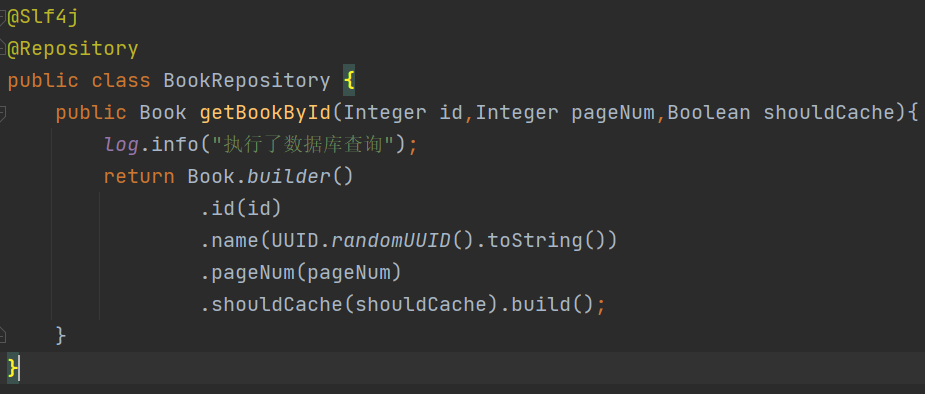 @Slf4j
@Repository
public class BookRepository {
    public Book getBookById(Integer id,Integer pageNum,Boolean shouldCache){
        log.info("执行了数据库查询");
        return Book.builder()
                .id(id)
                .name(UUID.randomUUID().toString())
                .pageNum(pageNum)
                .shouldCache(shouldCache).build();
    }
}